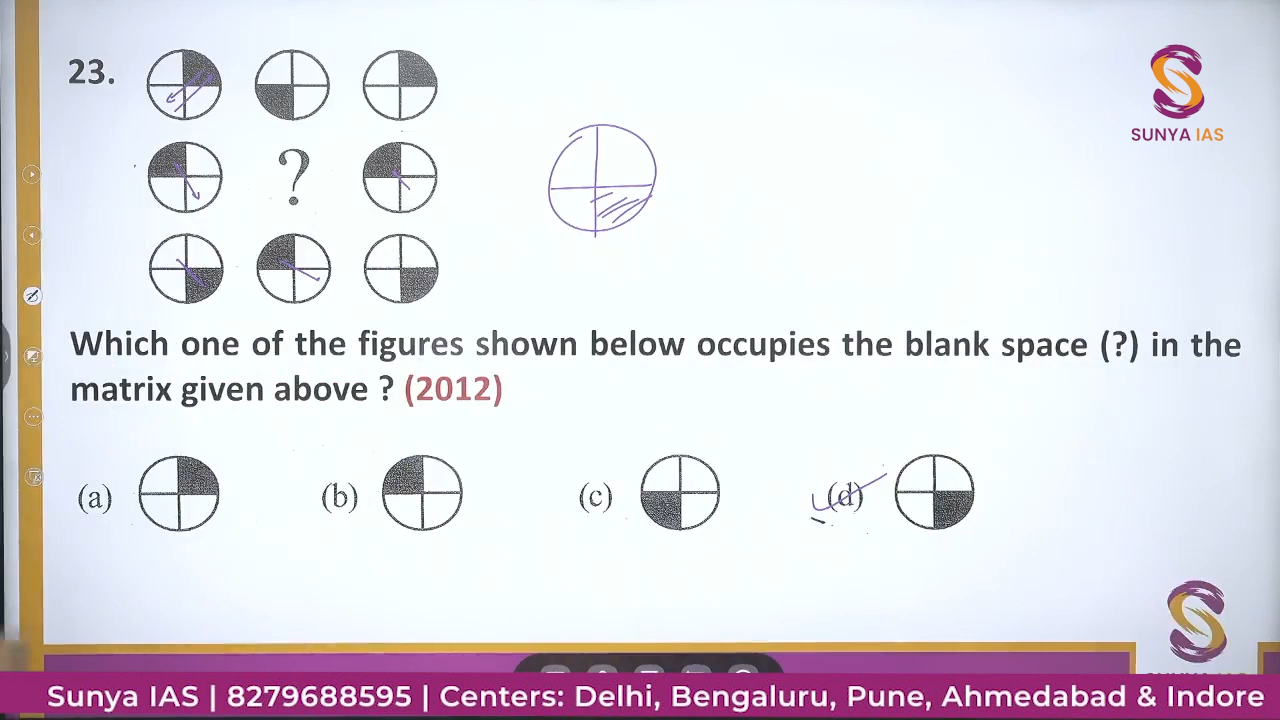 23.
SUNYA IAS
?
Which one of the figures shown below occupies the blank space (?) in the
matrix given above ? (2012)
(a)
(b)
(c)
(d)
Sunya IAS | 8279688595 | Centers: Delhi, Bengaluru, Pune, Ahmedabad & Indore